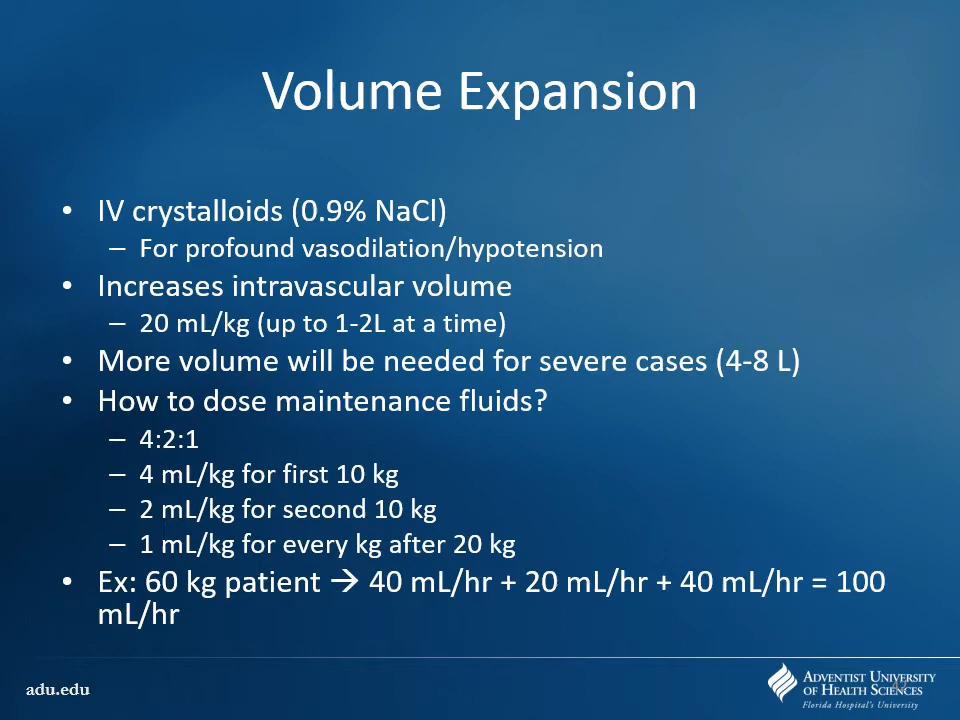 Volume Expansion
• IV crystalloids (0.9% NaCl)
– For profound vasodilation/hypotension
• Increases intravascular volume
– 20 mL/kg (up to 1-2L at a time)
• More volume will be needed for severe cases (4-8 L)
• How to dose maintenance fluids?
– 4:2:1
– 4 mL/kg for first 10 kg
– 2 mL/kg for second 10 kg
– 1 mL/kg for every kg after 20 kg
• Ex: 60 kg patient → 40 mL/hr + 20 mL/hr + 40 mL/hr = 100
mL/hr
adu.edu
ADVENTIST UNIVERSITY
OF HEALTH SCIENCES
Florida Hospital's University